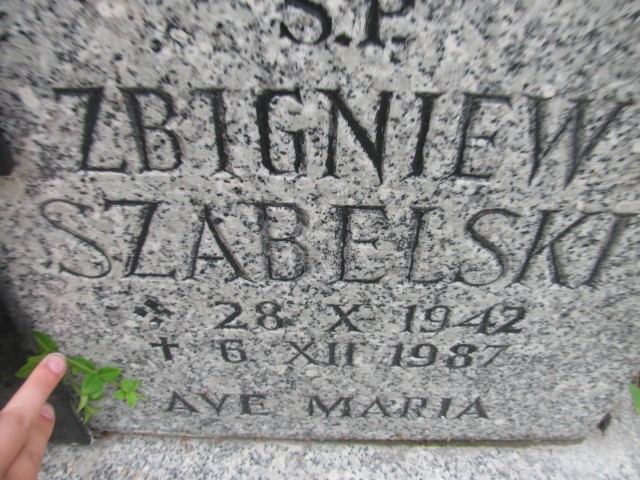 S.P.
ZBIGNIEW
SZABELSKI
* 28 X 1942
† 6 XII 1987
AVE MARIA